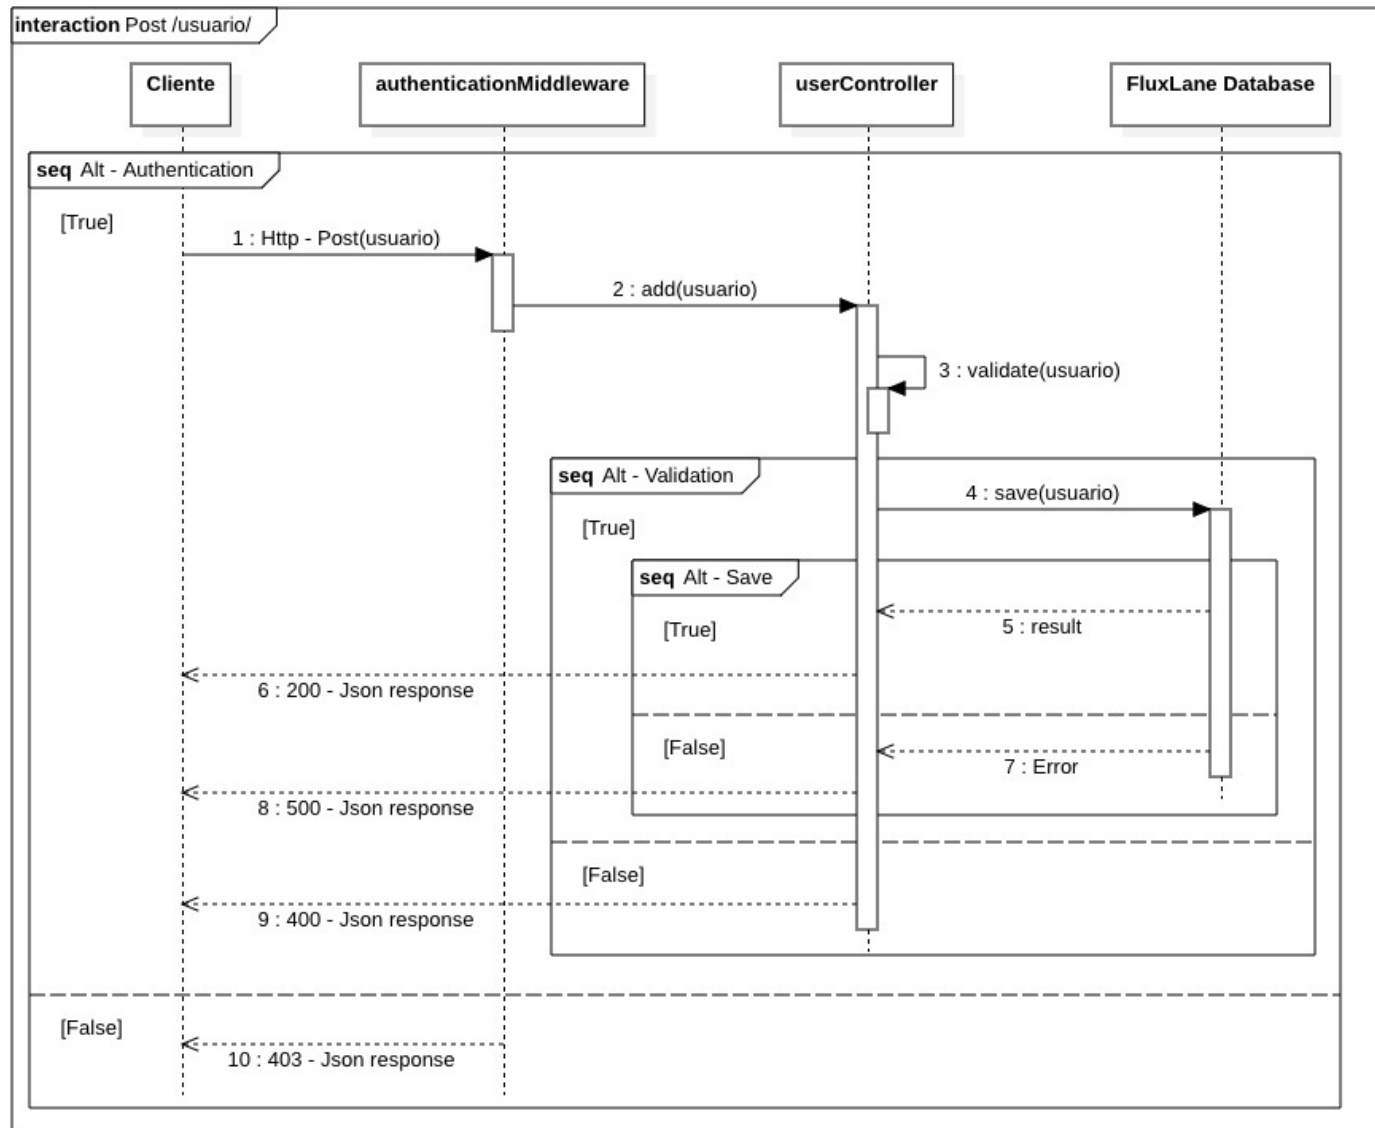 interaction Post /usuario/
Cliente
authenticationMiddleware
userController
FluxLane Database
seq Alt - Authentication
[True]
1 : Http - Post(usuario)
2 : add(usuario)
3 : validate(usuario)
seq Alt - Validation
4 : save(usuario)
[True]
seq Alt - Save
[True]
5 : result
6 : 200 - Json response
[False]
7 : Error
8 : 500 - Json response
[False]
9 : 400 - Json response
[False]
10 : 403 - Json response